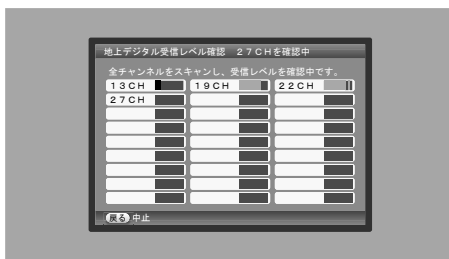 地上デジタル受信レベル確認　27CHを確認中
全チャンネルをスキャンし、受信レベルを確認中です。
13CH 19CH 22CH
27CH
戻る 中止